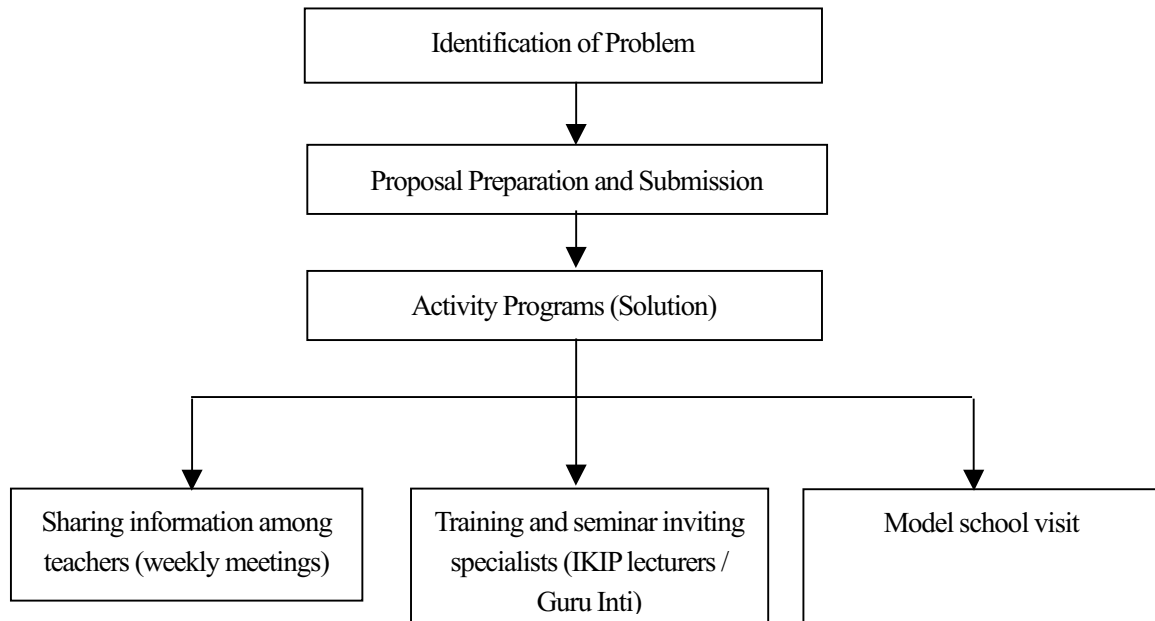 Identification of Problem
Proposal Preparation and Submission
Activity Programs (Solution)
Sharing information among
teachers (weekly meetings)
Training and seminar inviting
specialists (IKIP lecturers /
Guru Inti)
Model school visit